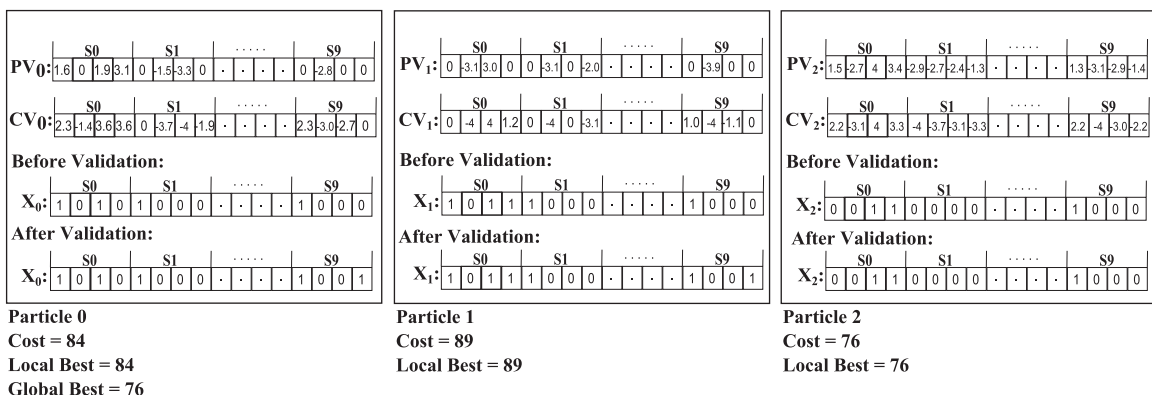 S0 S1 ..... S9
PV0: 1.6 0 1.9 3.1 0 -1.5 -3.3 0 . . . . 0 -2.8 0 0
S0 S1 ..... S9
CV0: 2.3 -1.4 3.6 3.6 0 -3.7 -4 -1.9 . . . . 2.3 -3.0 -2.7 0
Before Validation:
S0 S1 ..... S9
X0: 1 0 1 0 1 0 0 0 . . . . 1 0 0 0
After Validation:
S0 S1 ..... S9
X0: 1 0 1 0 1 0 0 0 . . . . 1 0 0 1
Particle 0
Cost = 84
Local Best = 84
Global Best = 76
S0 S1 ..... S9
PV1: 0 -3.1 3.0 0 0 -3.1 0 -2.0 . . . . 0 -3.9 0 0
S0 S1 ..... S9
CV1: 0 -4 4 1.2 0 -4 0 -3.1 . . . . 1.0 -4 -1.1 0
Before Validation:
S0 S1 ..... S9
X1: 1 0 1 1 1 0 0 0 . . . . 1 0 0 0
After Validation:
S0 S1 ..... S9
X1: 1 0 1 1 1 0 0 0 . . . . 1 0 0 1
Particle 1
Cost = 89
Local Best = 89
S0 S1 ..... S9
PV2: 1.5 -2.7 4 3.4 -2.9 -2.7 -2.4 -1.3 . . . . 1.3 -3.1 -2.9 -1.4
S0 S1 ..... S9
CV2: 2.2 -3.1 4 3.3 -4 -3.7 -3.1 -3.3 . . . . 2.2 -4 -3.0 -2.2
Before Validation:
S0 S1 ..... S9
X2: 0 0 1 1 0 0 0 0 . . . . 1 0 0 0
After Validation:
S0 S1 ..... S9
X2: 0 0 1 1 0 0 0 0 . . . . 1 0 0 0
Particle 2
Cost = 76
Local Best = 76